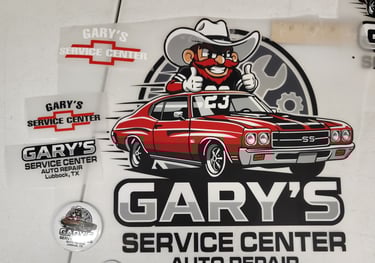 GARY'S
SERVICE CENTER
GARY'S
SERVICE CENTER
GARY'S
SERVICE CENTER
AUTO REPAIR
Lubbock, TX
GARY'S
23
SS
GARY'S
SERVICE CENTER
AUTO REPAIR